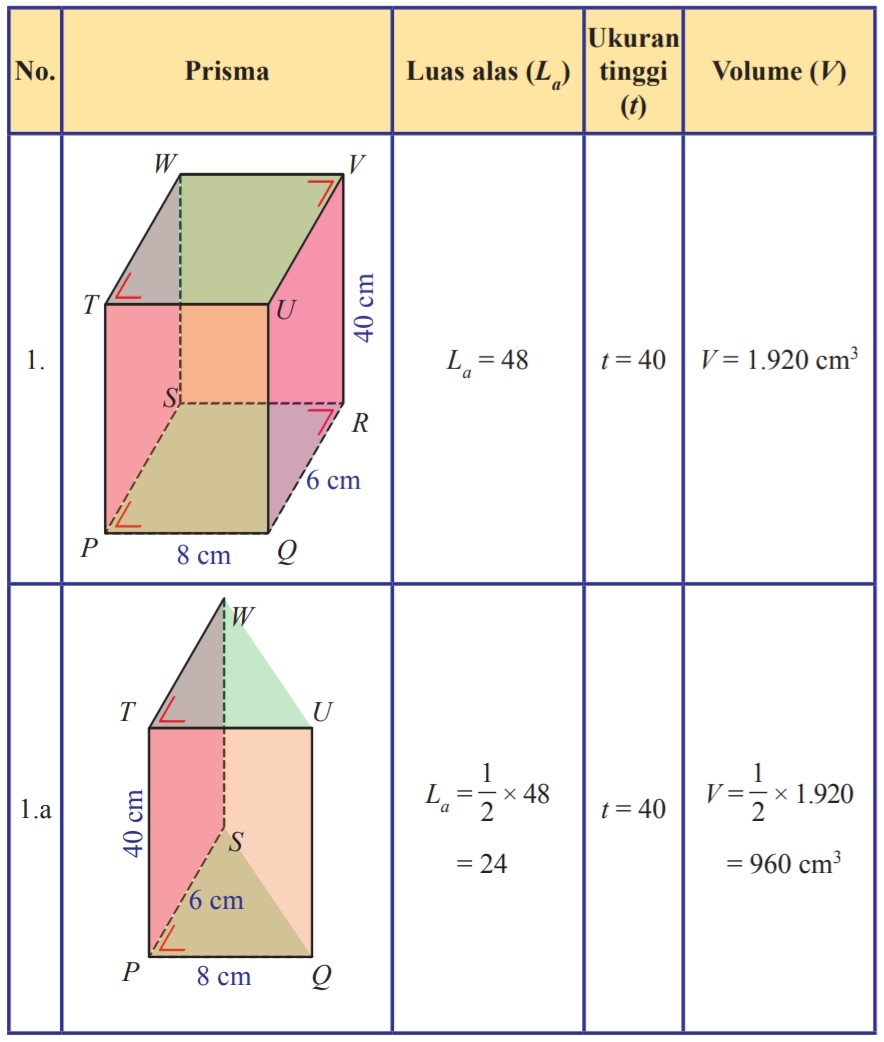 No.
Prisma
Luas alas (Lₐ)
Ukuran
tinggi
(t)
Volume (V)
1.
W
V
T
U
40 cm
S
R
6 cm
P
8 cm
Q
Lₐ = 48
t = 40
V = 1.920 cm³
1.a
W
T
U
40 cm
S
6 cm
P
8 cm
Q
Lₐ = 1/2 × 48
= 24
t = 40
V = 1/2 × 1.920
= 960 cm³